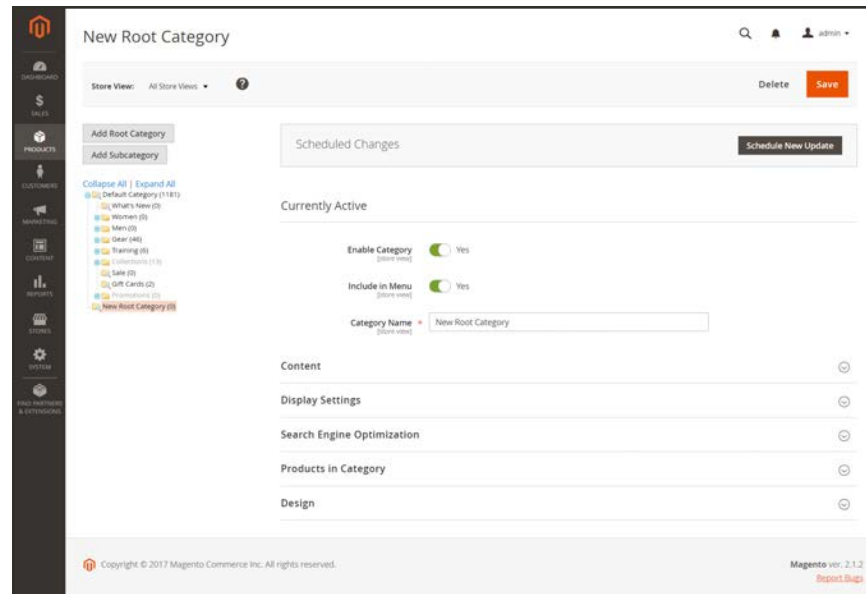 New Root Category
admin
DASHBOARD
SALES
PRODUCTS
CUSTOMERS
MARKETING
CONTENT
REPORTS
STORES
SYSTEM
FIND PARTNERS
& EXTENSIONS
Store View: All Store Views
?
Delete
Save
Add Root Category
Add Subcategory
Collapse All | Expand All
Default Category (1181)
What's New (0)
Women (0)
Men (0)
Gear (46)
Training (6)
Collections (13)
Sale (0)
Gift Cards (2)
Promotions (0)
New Root Category (0)
Scheduled Changes
Schedule New Update
Currently Active
Enable Category
[store view]
Yes
Include in Menu
[store view]
Yes
Category Name *
[store view]
New Root Category
Content
Display Settings
Search Engine Optimization
Products in Category
Design
Copyright © 2017 Magento Commerce Inc. All rights reserved.
Magento ver. 2.1.2
Report Bugs